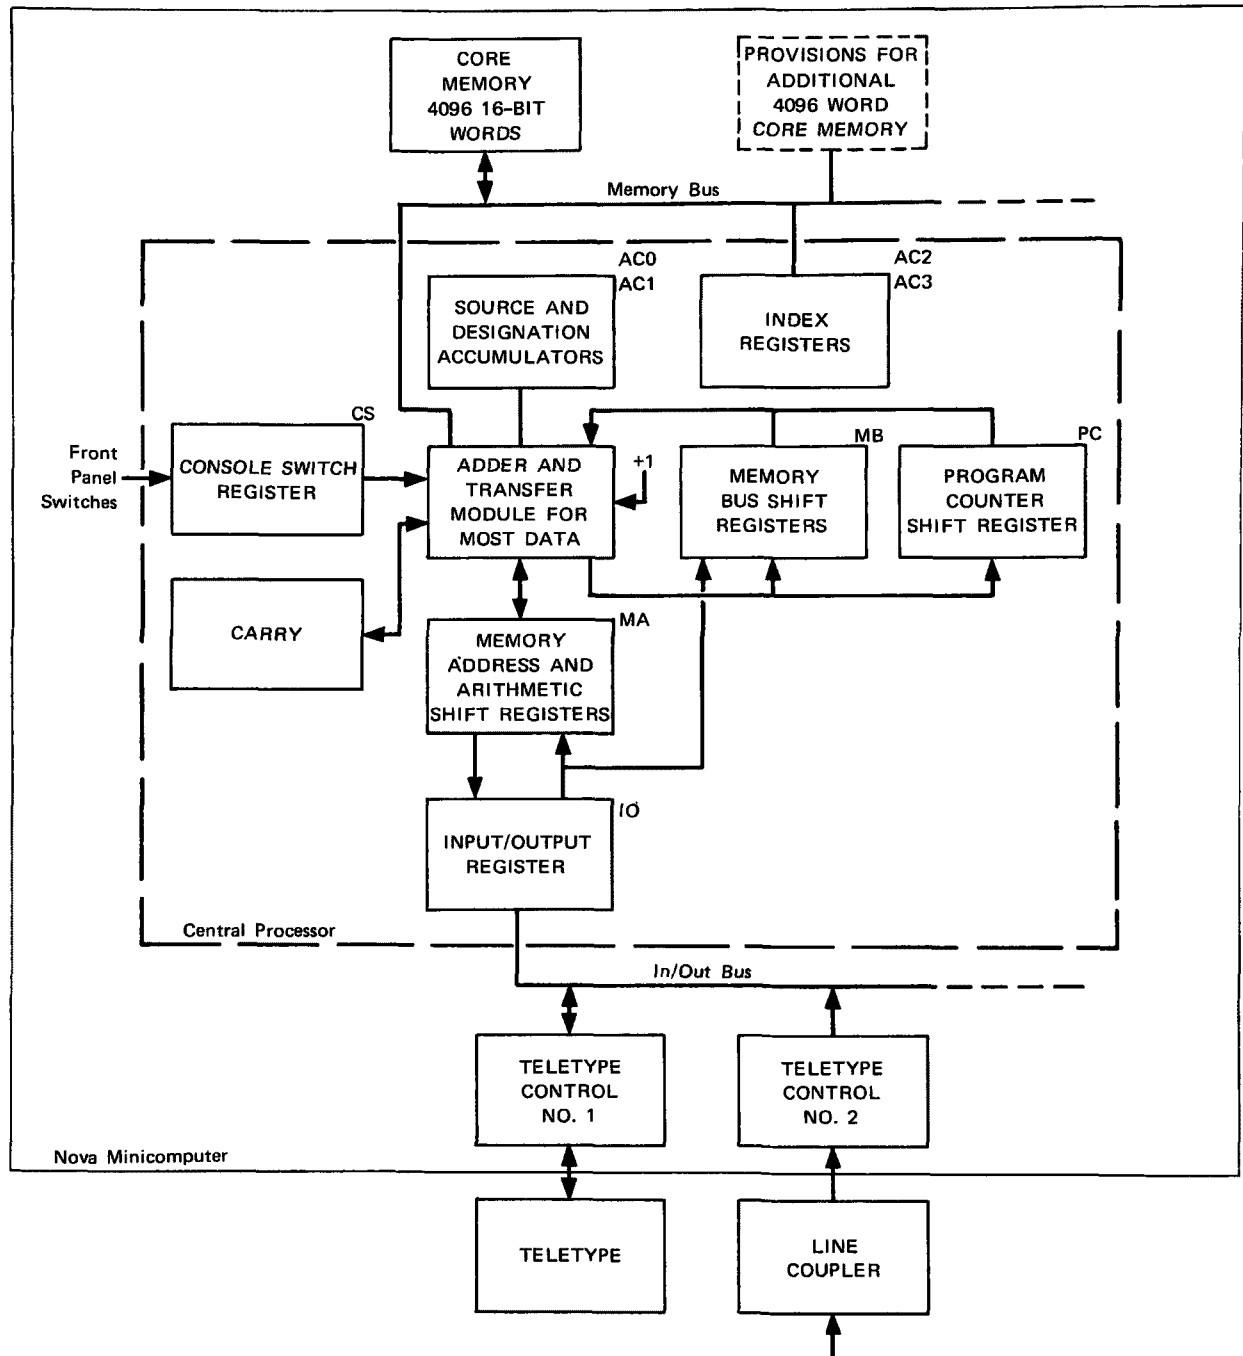 CORE
MEMORY
4096 16-BIT
WORDS
PROVISIONS FOR
ADDITIONAL
4096 WORD
CORE MEMORY
Memory Bus
AC0
AC1
SOURCE AND
DESIGNATION
ACCUMULATORS
AC2
AC3
INDEX
REGISTERS
Front
Panel
Switches
CS
CONSOLE SWITCH
REGISTER
ADDER AND
TRANSFER
MODULE FOR
MOST DATA
+1
MB
MEMORY
BUS SHIFT
REGISTERS
PC
PROGRAM
COUNTER
SHIFT REGISTER
CARRY
MA
MEMORY
ADDRESS AND
ARITHMETIC
SHIFT REGISTERS
IO
INPUT/OUTPUT
REGISTER
Central Processor
In/Out Bus
TELETYPE
CONTROL
NO. 1
TELETYPE
CONTROL
NO. 2
Nova Minicomputer
TELETYPE
LINE
COUPLER